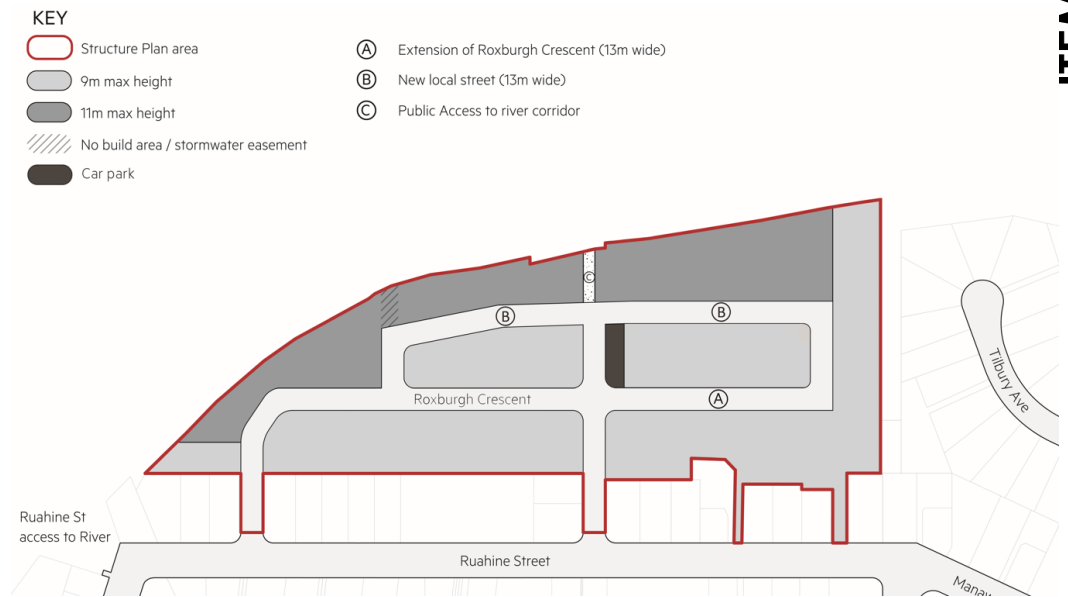 KEY
Structure Plan area
9m max height
11m max height
No build area / stormwater easement
Car park
A Extension of Roxburgh Crescent (13m wide)
B New local street (13m wide)
C Public Access to river corridor
C
B
B
Roxburgh Crescent
A
Tilbury Ave
Ruahine St
access to River
Ruahine Street